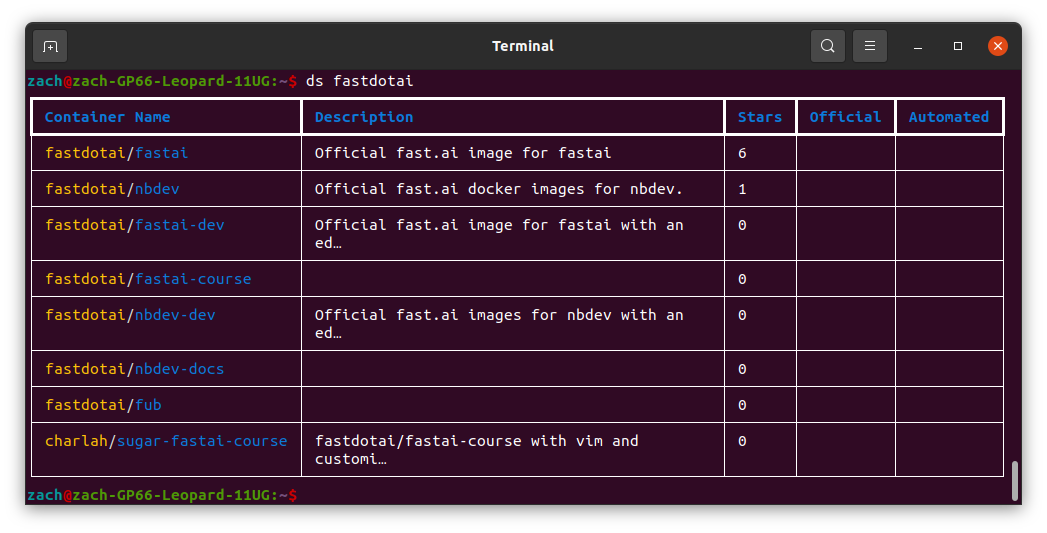 Terminal
zach@zach-GP66-Leopard-11UG:~$ ds fastdotai
Container Name Description Stars Official Automated
fastdotai/fastai Official fast.ai image for fastai 6
fastdotai/nbdev Official fast.ai docker images for nbdev. 1
fastdotai/fastai-dev Official fast.ai image for fastai with an 0
ed…
fastdotai/fastai-course 0
fastdotai/nbdev-dev Official fast.ai images for nbdev with an 0
ed…
fastdotai/nbdev-docs 0
fastdotai/fub 0
charlah/sugar-fastai-course fastdotai/fastai-course with vim and 0
customi…
zach@zach-GP66-Leopard-11UG:~$